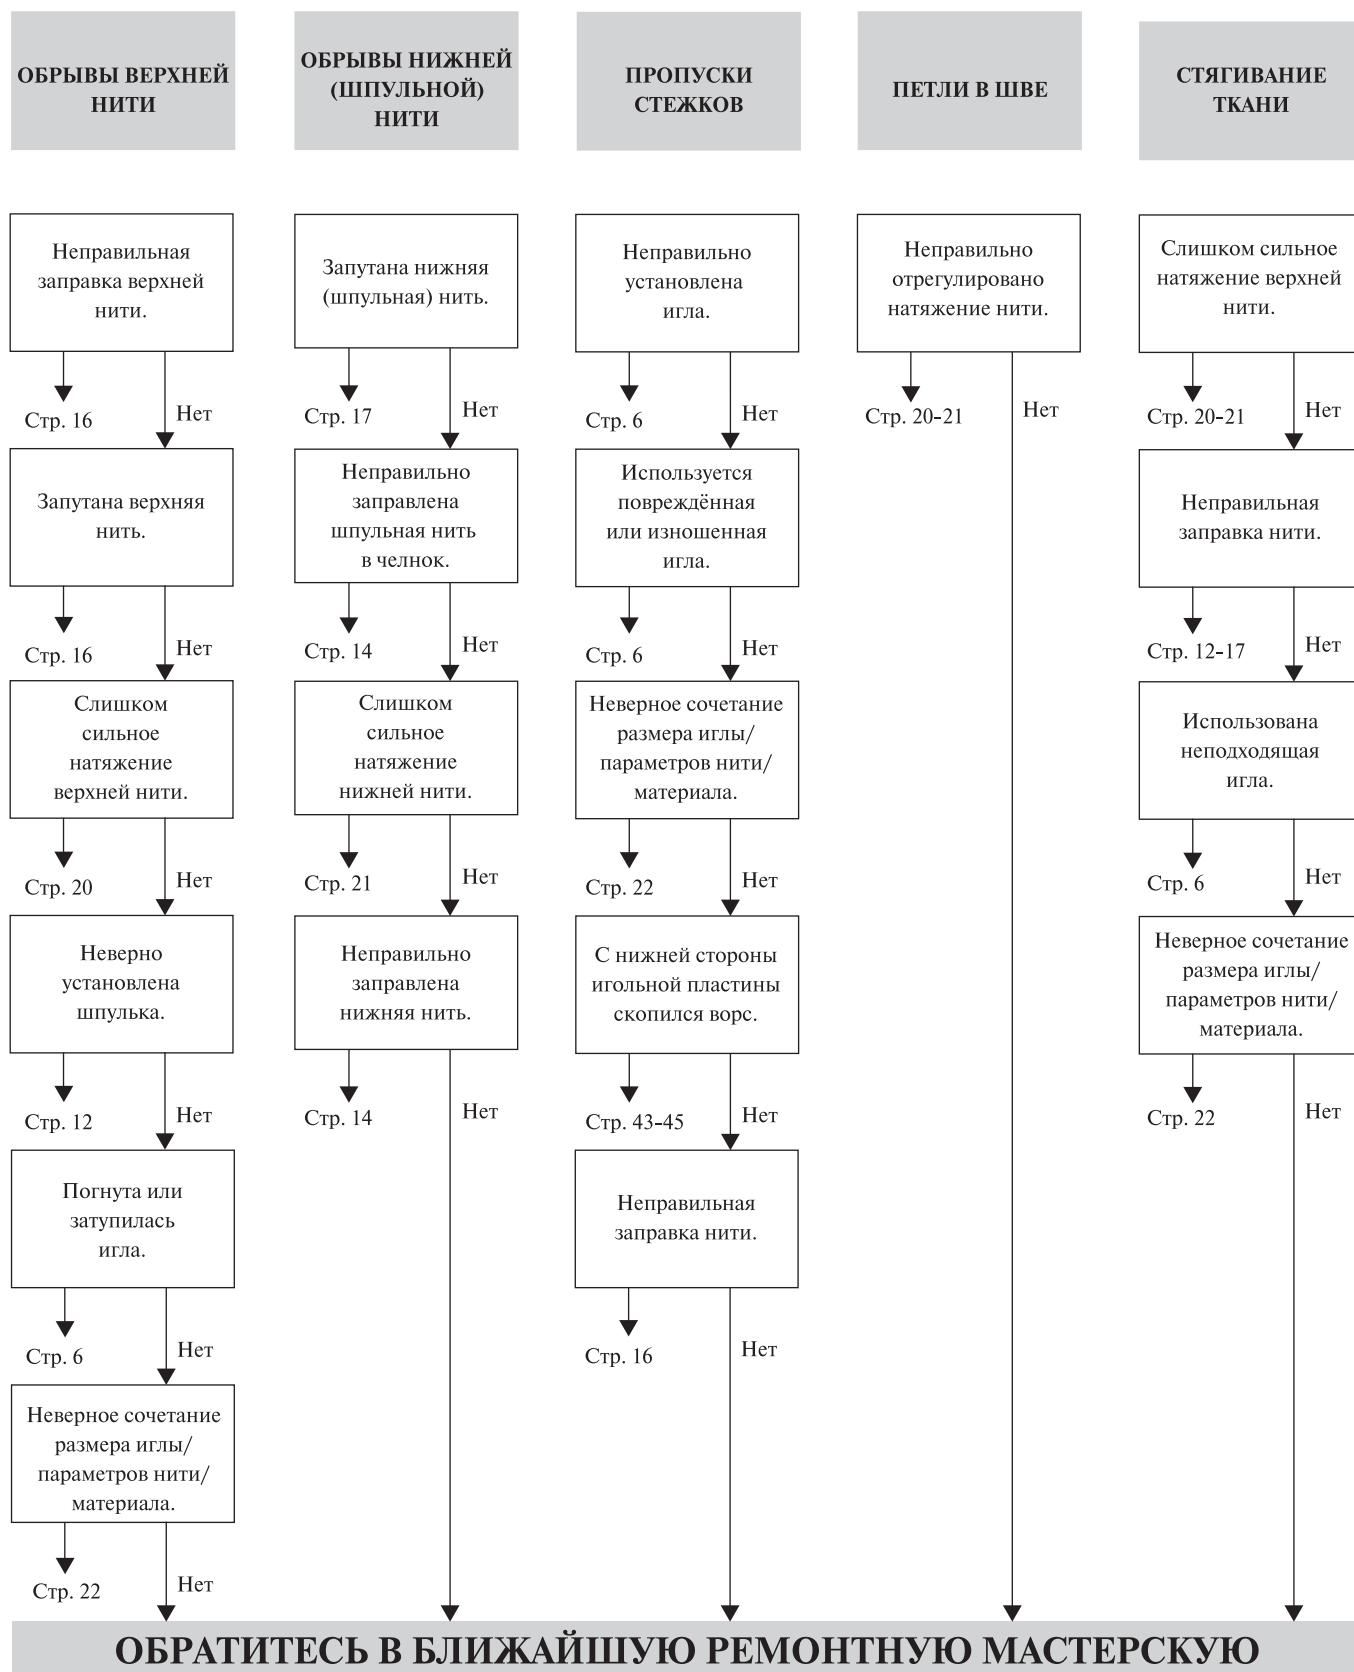 ОБРЫВЫ ВЕРХНЕЙ
НИТИ
ОБРЫВЫ НИЖНЕЙ
(ШПУЛЬНОЙ)
НИТИ
ПРОПУСКИ
СТЕЖКОВ
ПЕТЛИ В ШВЕ
СТЯГИВАНИЕ
ТКАНИ
Неправильная
заправка верхней
нити.
Стр. 16
Нет
Запутана верхняя
нить.
Стр. 16
Нет
Слишком
сильное
натяжение
верхней нити.
Стр. 20
Нет
Неверно
установлена
шпулька.
Стр. 12
Нет
Погнута или
затупилась
игла.
Стр. 6
Нет
Неверное сочетание
размера иглы/
параметров нити/
материала.
Стр. 22
Нет
Запутана нижняя
(шпульная) нить.
Стр. 17
Нет
Неправильно
заправлена
шпульная нить
в челнок.
Стр. 14
Нет
Слишком
сильное
натяжение
нижней нити.
Стр. 21
Нет
Неправильно
заправлена
нижняя нить.
Стр. 14
Нет
Неправильно
установлена
игла.
Стр. 6
Нет
Используется
повреждённая
или изношенная
игла.
Стр. 6
Нет
Неверное сочетание
размера иглы/
параметров нити/
материала.
Стр. 22
Нет
С нижней стороны
игольной пластины
скопился ворс.
Стр. 43-45
Нет
Неправильная
заправка нити.
Стр. 16
Нет
Неправильно
отрегулировано
натяжение нити.
Стр. 20-21
Нет
Слишком сильное
натяжение верхней
нити.
Стр. 20-21
Нет
Неправильная
заправка нити.
Стр. 12-17
Нет
Использована
неподходящая
игла.
Стр. 6
Нет
Неверное сочетание
размера иглы/
параметров нити/
материала.
Стр. 22
Нет
ОБРАТИТЕСЬ В БЛИЖАЙШУЮ РЕМОНТНУЮ МАСТЕРСКУЮ